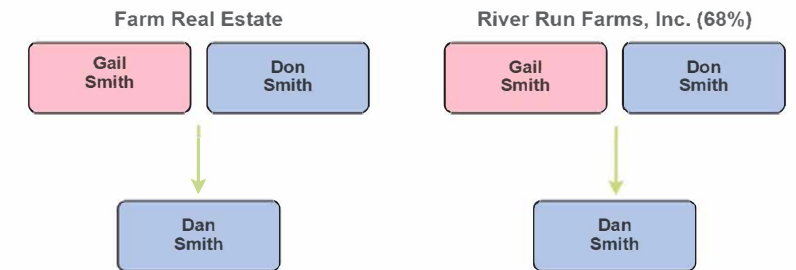 Farm Real Estate
Gail
Smith
Don
Smith
Dan
Smith
River Run Farms, Inc. (68%)
Gail
Smith
Don
Smith
Dan
Smith